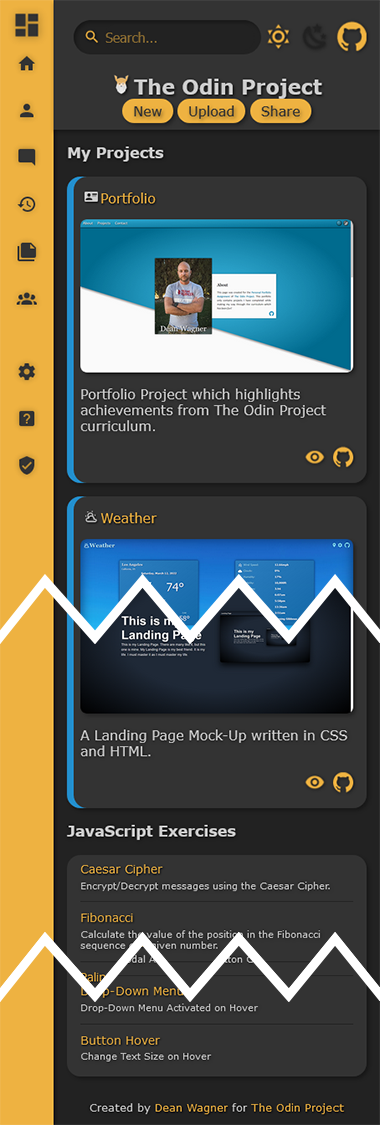 Search...
The Odin Project
New Upload Share
My Projects
Portfolio
About Projects Contact
About
Dean Wagner
Portfolio Project which highlights
achievements from The Odin Project
curriculum.
Weather
Weather
Los Angeles
74°
This is my
Landing Page
This is my
Landing Page
A Landing Page Mock-Up written in CSS
and HTML.
JavaScript Exercises
Caesar Cipher
Encrypt/Decrypt messages using the Caesar Cipher.
Fibonacci
Calculate the value of the position in the Fibonacci
sequence given number.
Drop-Down Menu
Drop-Down Menu Activated on Hover
Button Hover
Change Text Size on Hover
Created by Dean Wagner for The Odin Project